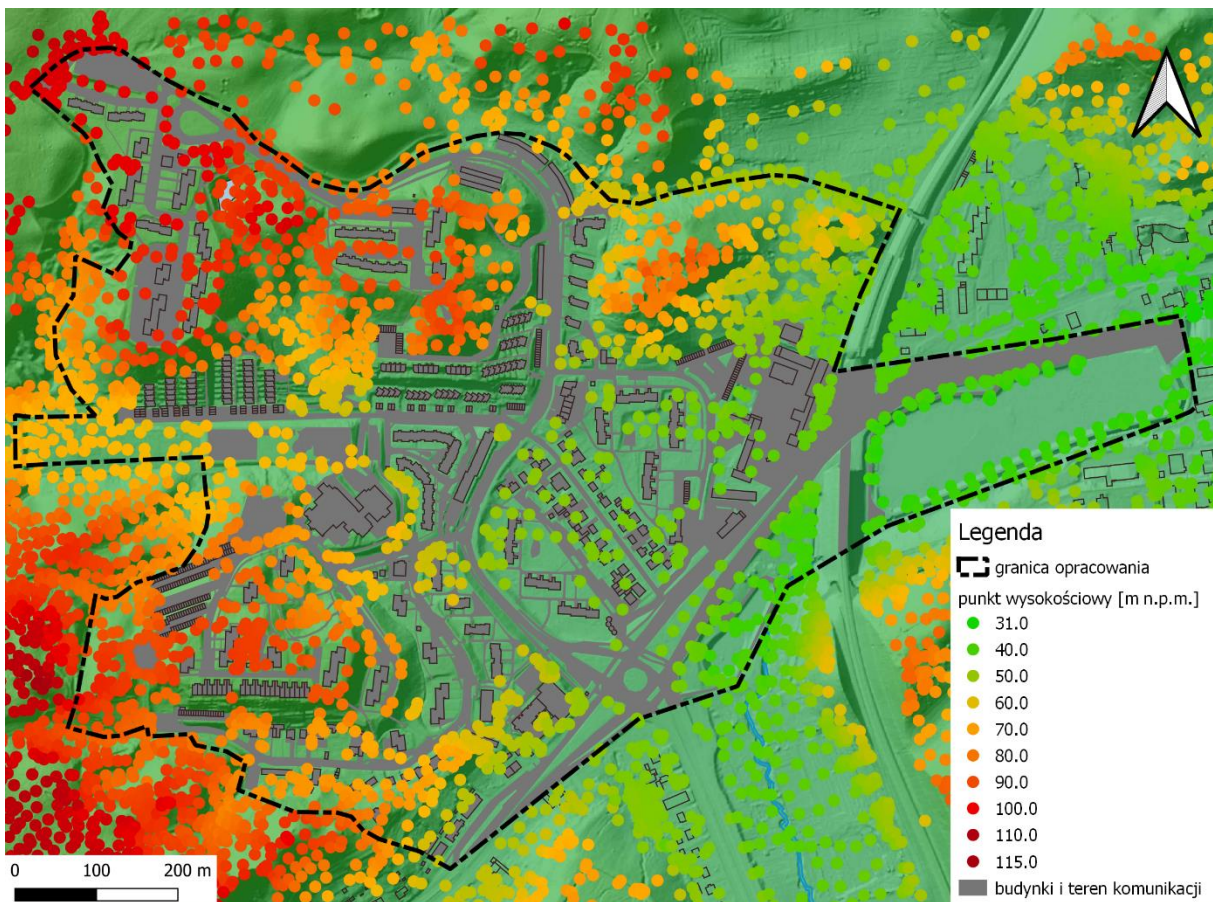 Legenda
granica opracowania
punkt wysokościowy [m n.p.m.]
31.0
40.0
50.0
60.0
70.0
80.0
90.0
100.0
110.0
115.0
budynki i teren komunikacji
0 100 200 m